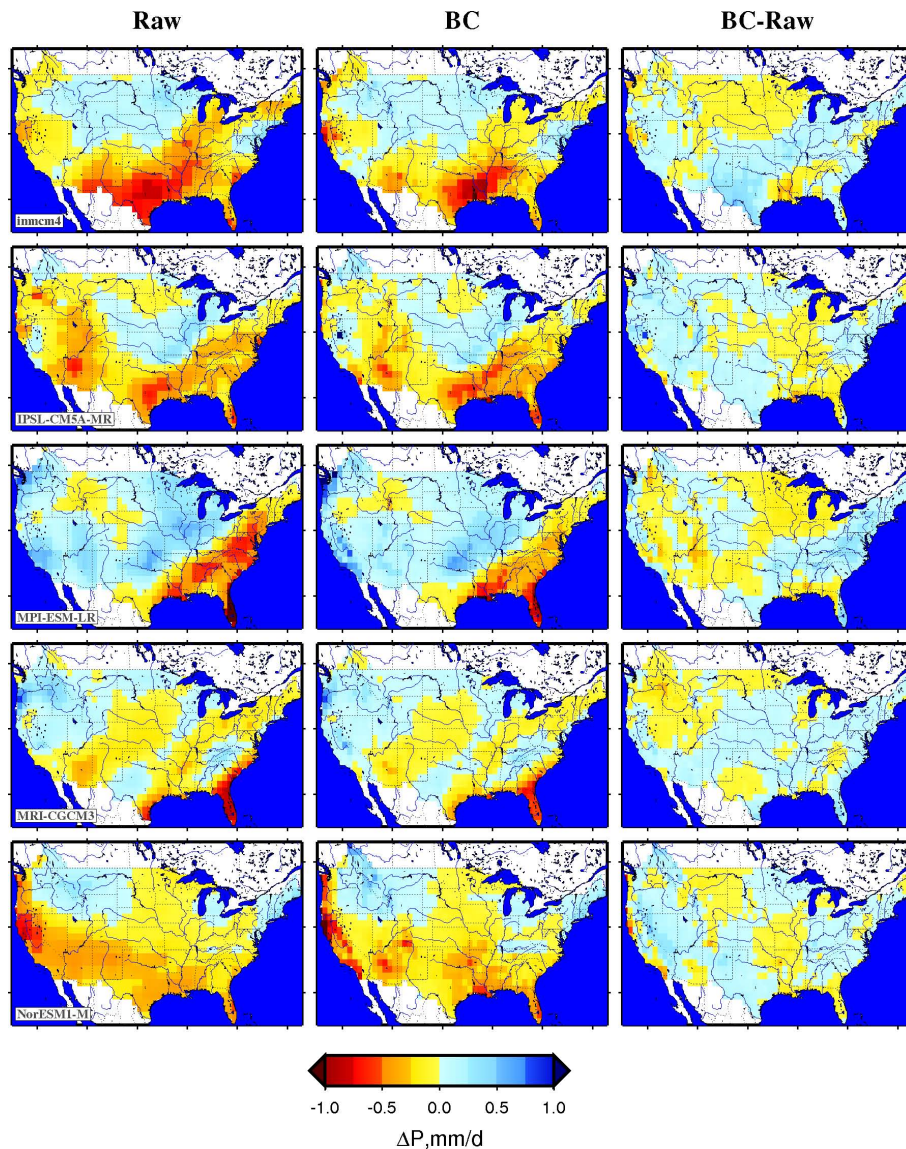 Raw BC BC-Raw
inmcm4
IPSL-CM5A-MR
MPI-ESM-LR
MRI-CGCM3
NorESM1-M
-1.0 -0.5 0.0 0.5 1.0
ΔP,mm/d